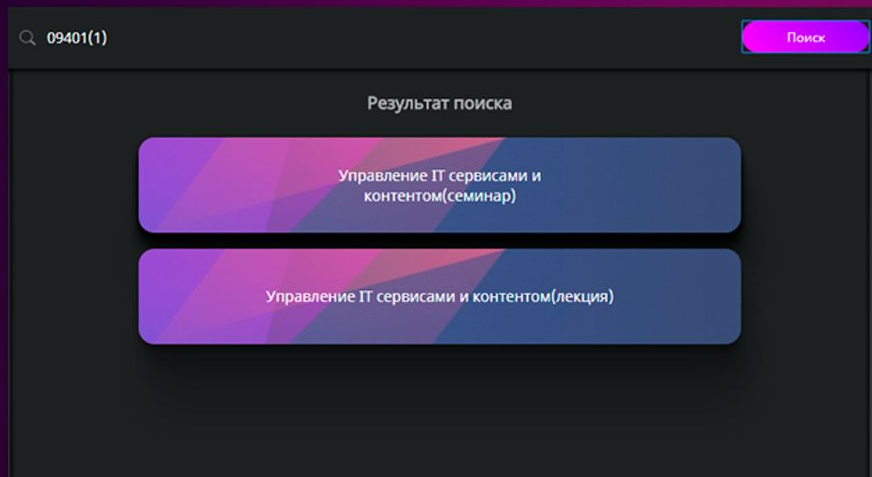 09401(1)
Поиск
Результат поиска
Управление IT сервисами и
контентом(семинар)
Управление IT сервисами и контентом(лекция)